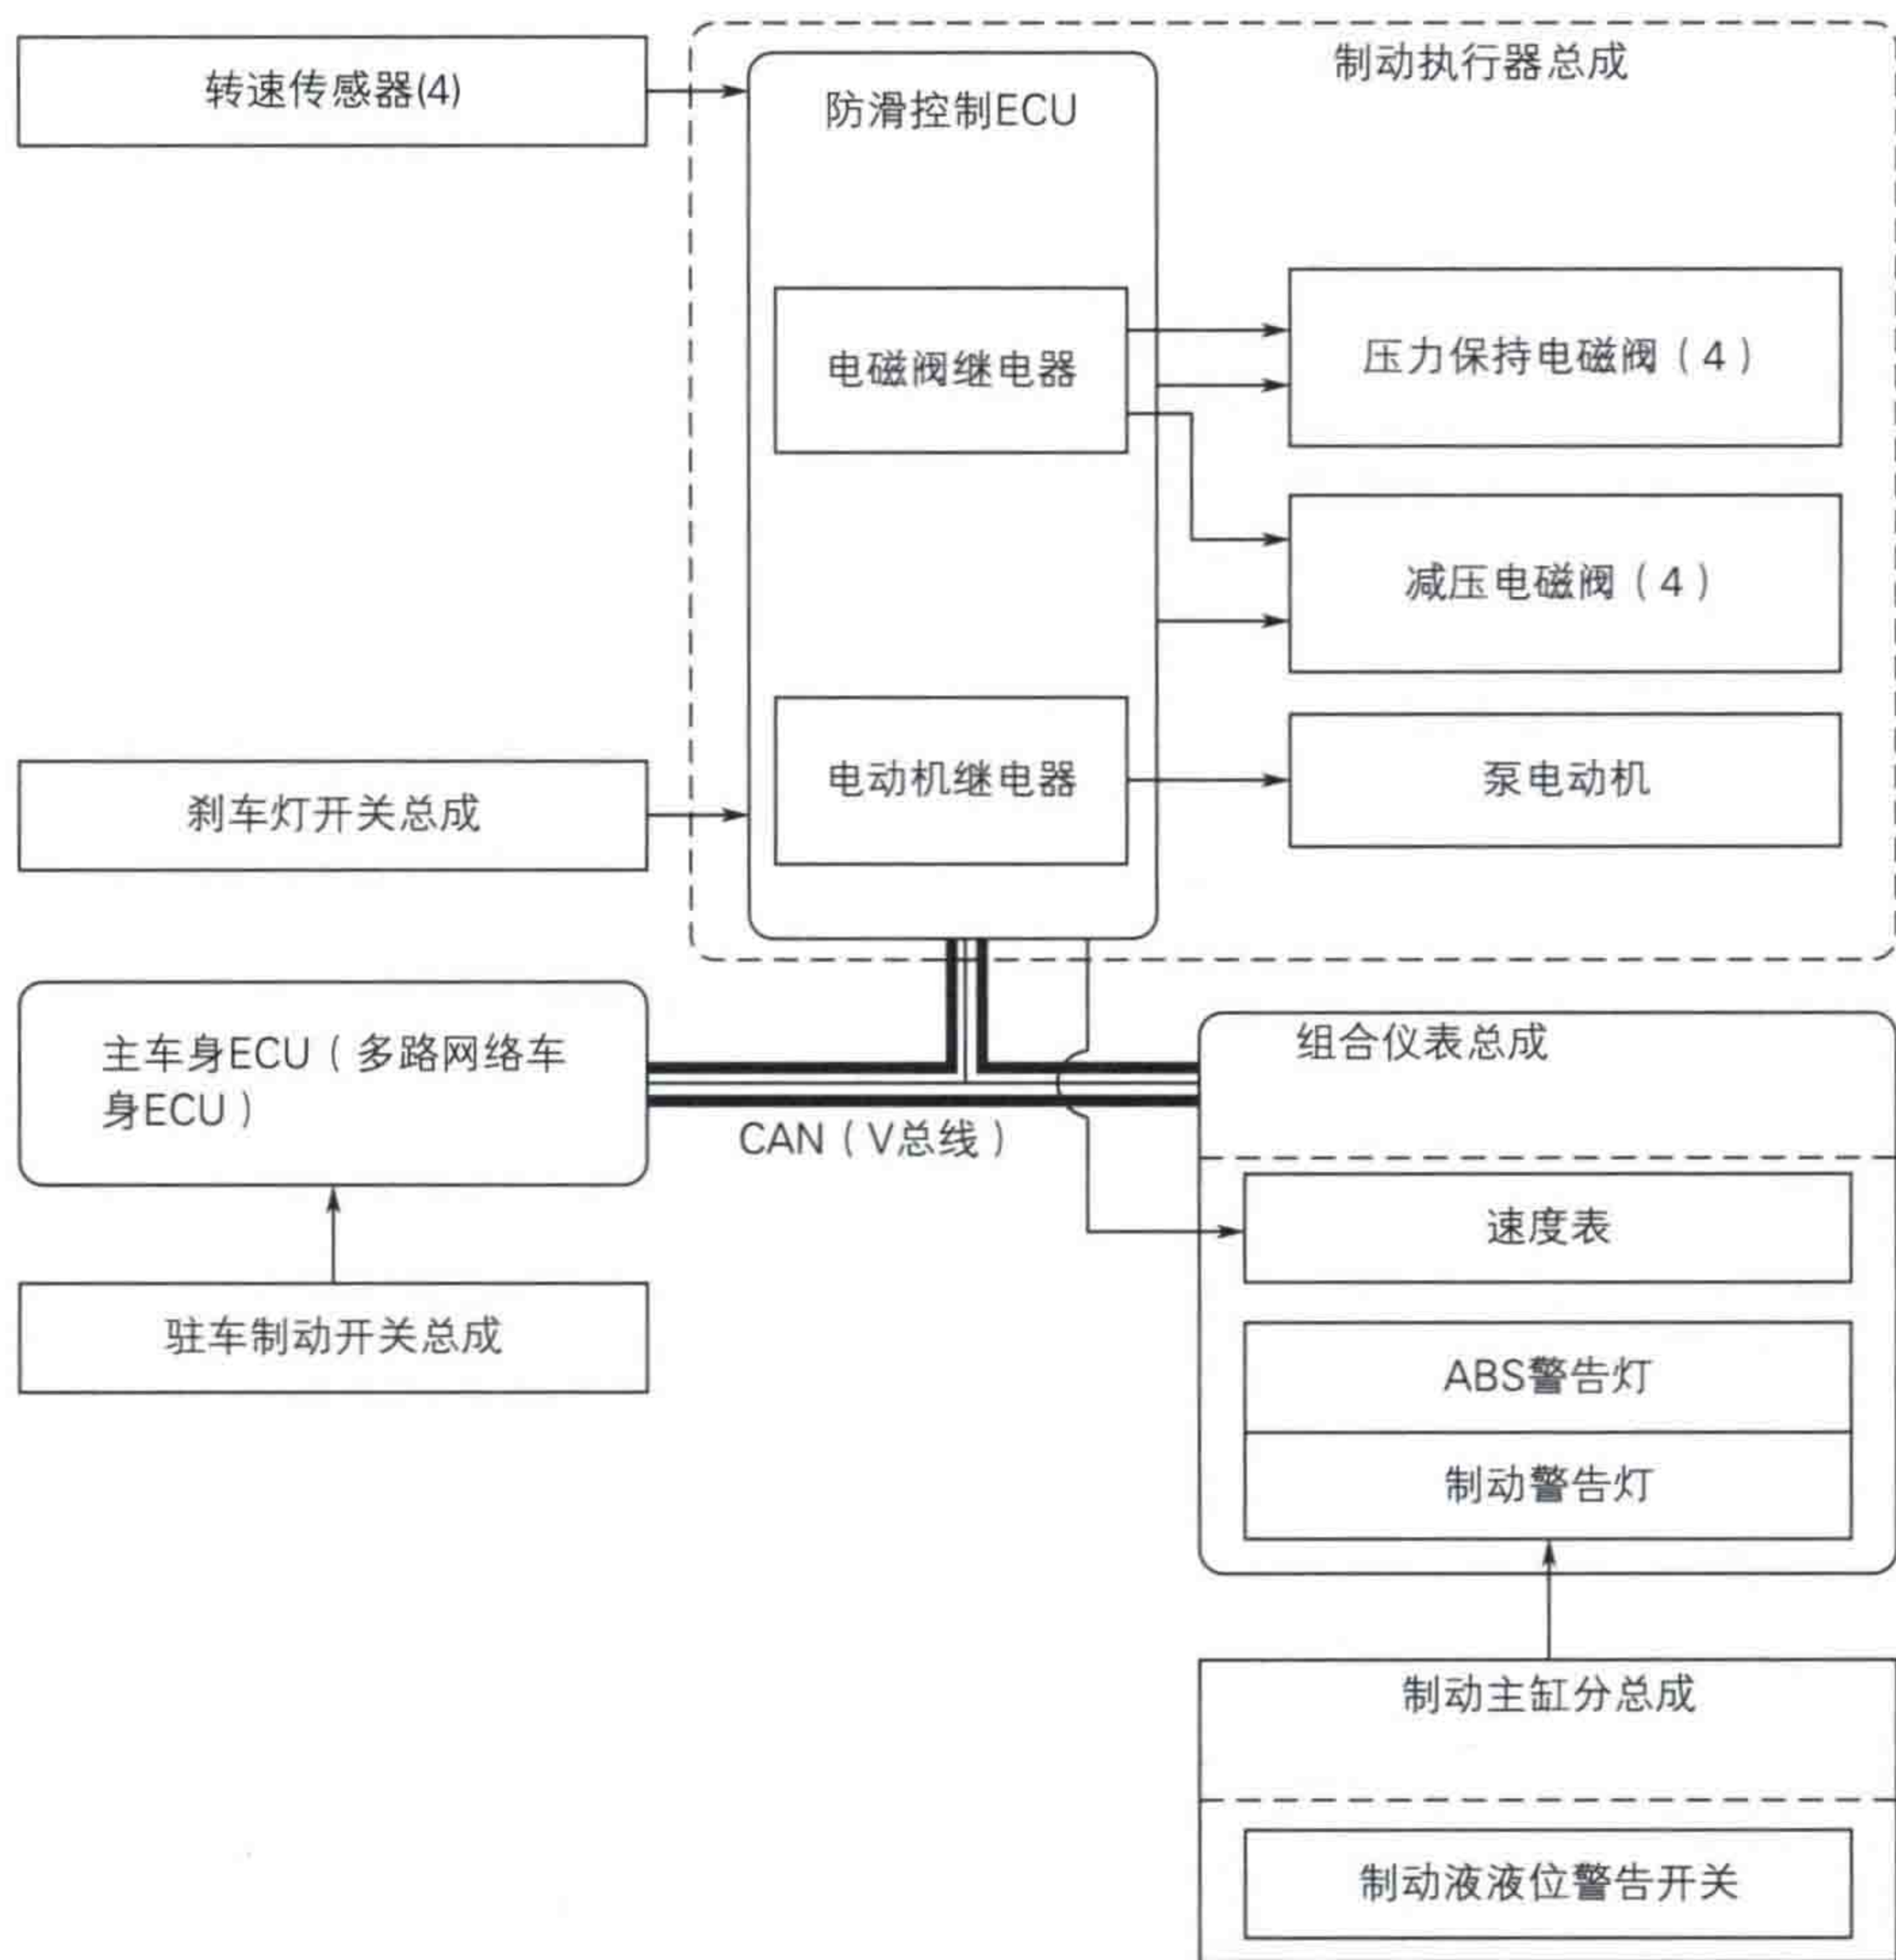 转速传感器(4)
制动执行器总成
防滑控制ECU
电磁阀继电器
压力保持电磁阀（4）
减压电磁阀（4）
电动机继电器
泵电动机
刹车灯开关总成
主车身ECU（多路网络车
身ECU）
CAN（V总线）
组合仪表总成
速度表
驻车制动开关总成
ABS警告灯
制动警告灯
制动主缸分总成
制动液液位警告开关